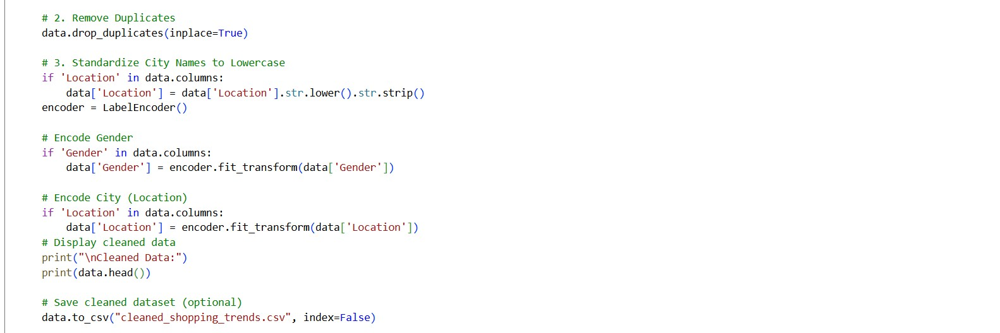 # 2. Remove Duplicates
data.drop_duplicates(inplace=True)
# 3. Standardize City Names to Lowercase
if 'Location' in data.columns:
    data['Location'] = data['Location'].str.lower().str.strip()
encoder = LabelEncoder()
# Encode Gender
if 'Gender' in data.columns:
    data['Gender'] = encoder.fit_transform(data['Gender'])
# Encode City (Location)
if 'Location' in data.columns:
    data['Location'] = encoder.fit_transform(data['Location'])
# Display cleaned data
print("\nCleaned Data:")
print(data.head())
# Save cleaned dataset (optional)
data.to_csv("cleaned_shopping_trends.csv", index=False)